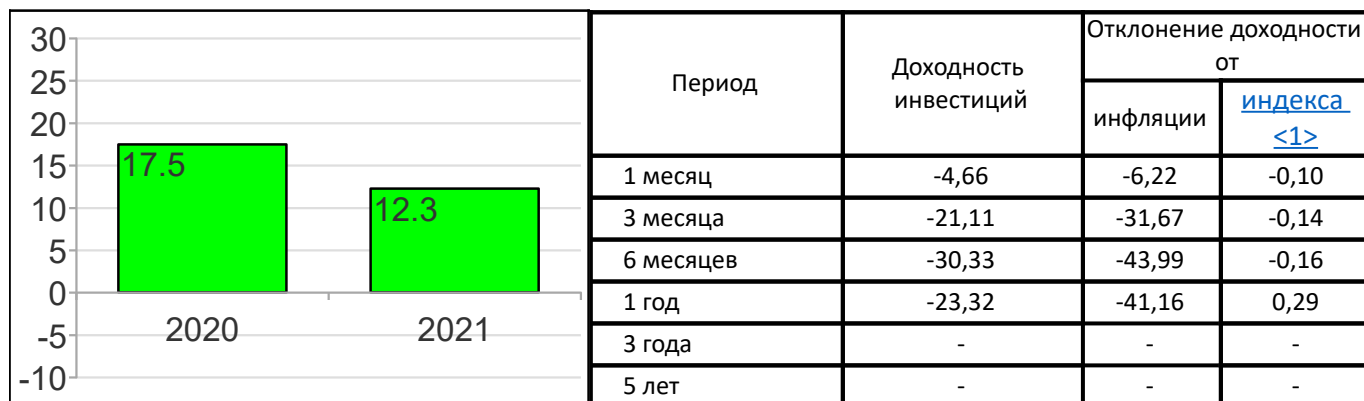 30
25
20
15
10
5
0
-5
-10
17.5
12.3
2020 2021
Период Доходность инвестиций Отклонение доходности от
инфляции индекса <1>
1 месяц -4,66 -6,22 -0,10
3 месяца -21,11 -31,67 -0,14
6 месяцев -30,33 -43,99 -0,16
1 год -23,32 -41,16 0,29
3 года - - -
5 лет - - -